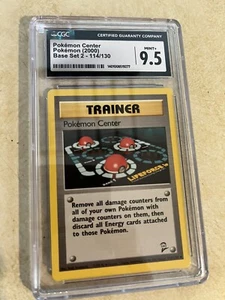 CGC
CERTIFIED GUARANTY COMPANY
Pokémon Center
Pokémon (2000)
Base Set 2 - 114/130
MINT+
9.5
TRAINER
Pokémon Center
LIFEFORCE
Remove all damage counters from
all of your own Pokémon with
damage counters on them, then
discard all Energy cards attached
to those Pokémon.